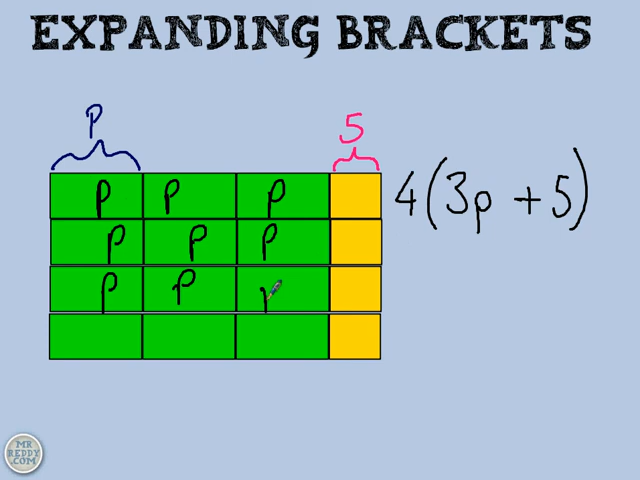 EXPANDING BRACKETS
p 5
p p p 4(3p + 5)
p p p
p p
MR
REDDY
.COM